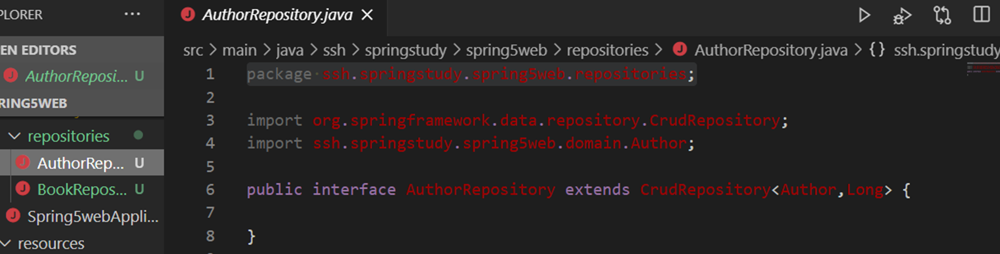 PLORER ...
EN EDITORS
AuthorReposi... U
RING5WEB
repositories
AuthorRep... U
BookRepos... U
Spring5webAppli...
resources
AuthorRepository.java
src > main > java > ssh > springstudy > spring5web > repositories > AuthorRepository.java > {} ssh.springstudy
1 package ssh.springstudy.spring5web.repositories;
2
3 import org.springframework.data.repository.CrudRepository;
4 import ssh.springstudy.spring5web.domain.Author;
5
6 public interface AuthorRepository extends CrudRepository<Author,Long> {
7
8 }